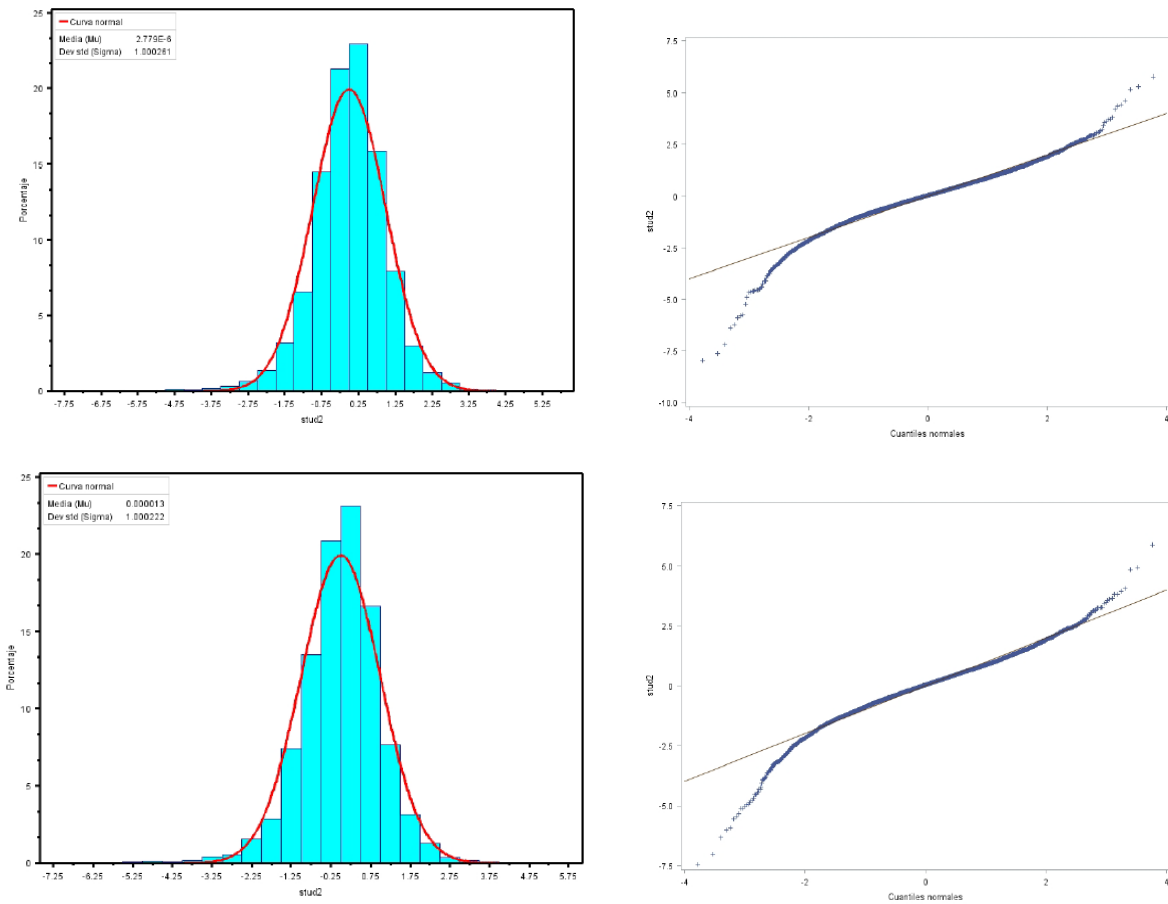 25
20
15
10
5
0
Porcentaje
Curva normal
Media (Mu) 2.779E-6
Dev std (Sigma) 1.000261
-7.75 -6.75 -5.75 -4.75 -3.75 -2.75 -1.75 -0.75 0.25 1.25 2.25 3.25 4.25 5.25
stud2
7.5
5.0
2.5
0
-2.5
-5.0
-7.5
-10.0
stud2
-4 -2 0 2 4
Cuantiles normales
25
20
15
10
5
0
Porcentaje
Curva normal
Media (Mu) 0.000013
Dev std (Sigma) 1.000222
-7.25 -6.25 -5.25 -4.25 -3.25 -2.25 -1.25 -0.25 0.75 1.75 2.75 3.75 4.75 5.75
stud2
7.5
5.0
2.5
0
-2.5
-5.0
-7.5
stud2
-4 -2 0 2 4
Cuantiles normales